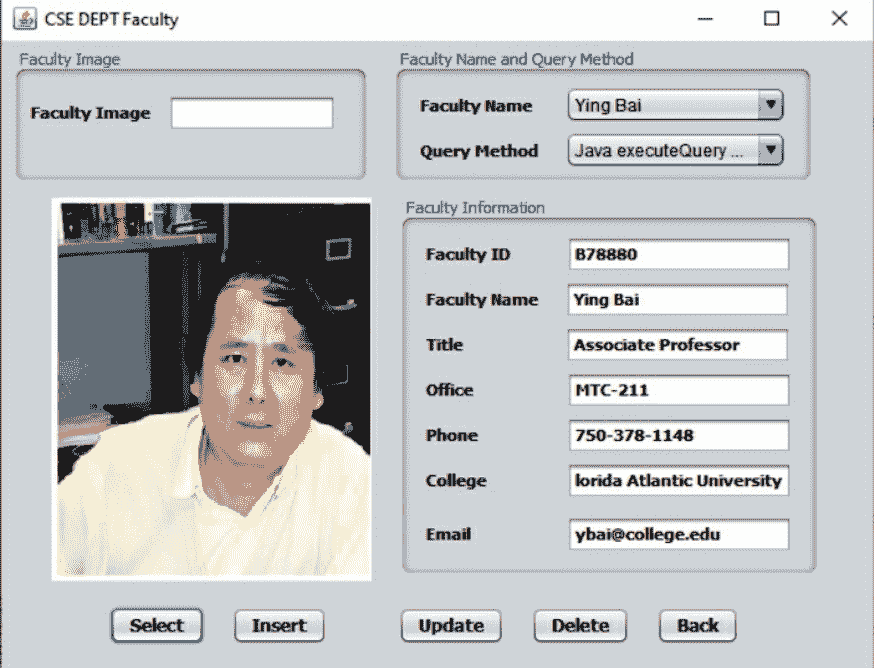 CSE DEPT Faculty
Faculty Image
Faculty Image
Faculty Name and Query Method
Faculty Name Ying Bai
Query Method Java executeQuery ...
Faculty Information
Faculty ID B78880
Faculty Name Ying Bai
Title Associate Professor
Office MTC-211
Phone 750-378-1148
College lorida Atlantic University
Email ybai@college.edu
Select Insert Update Delete Back